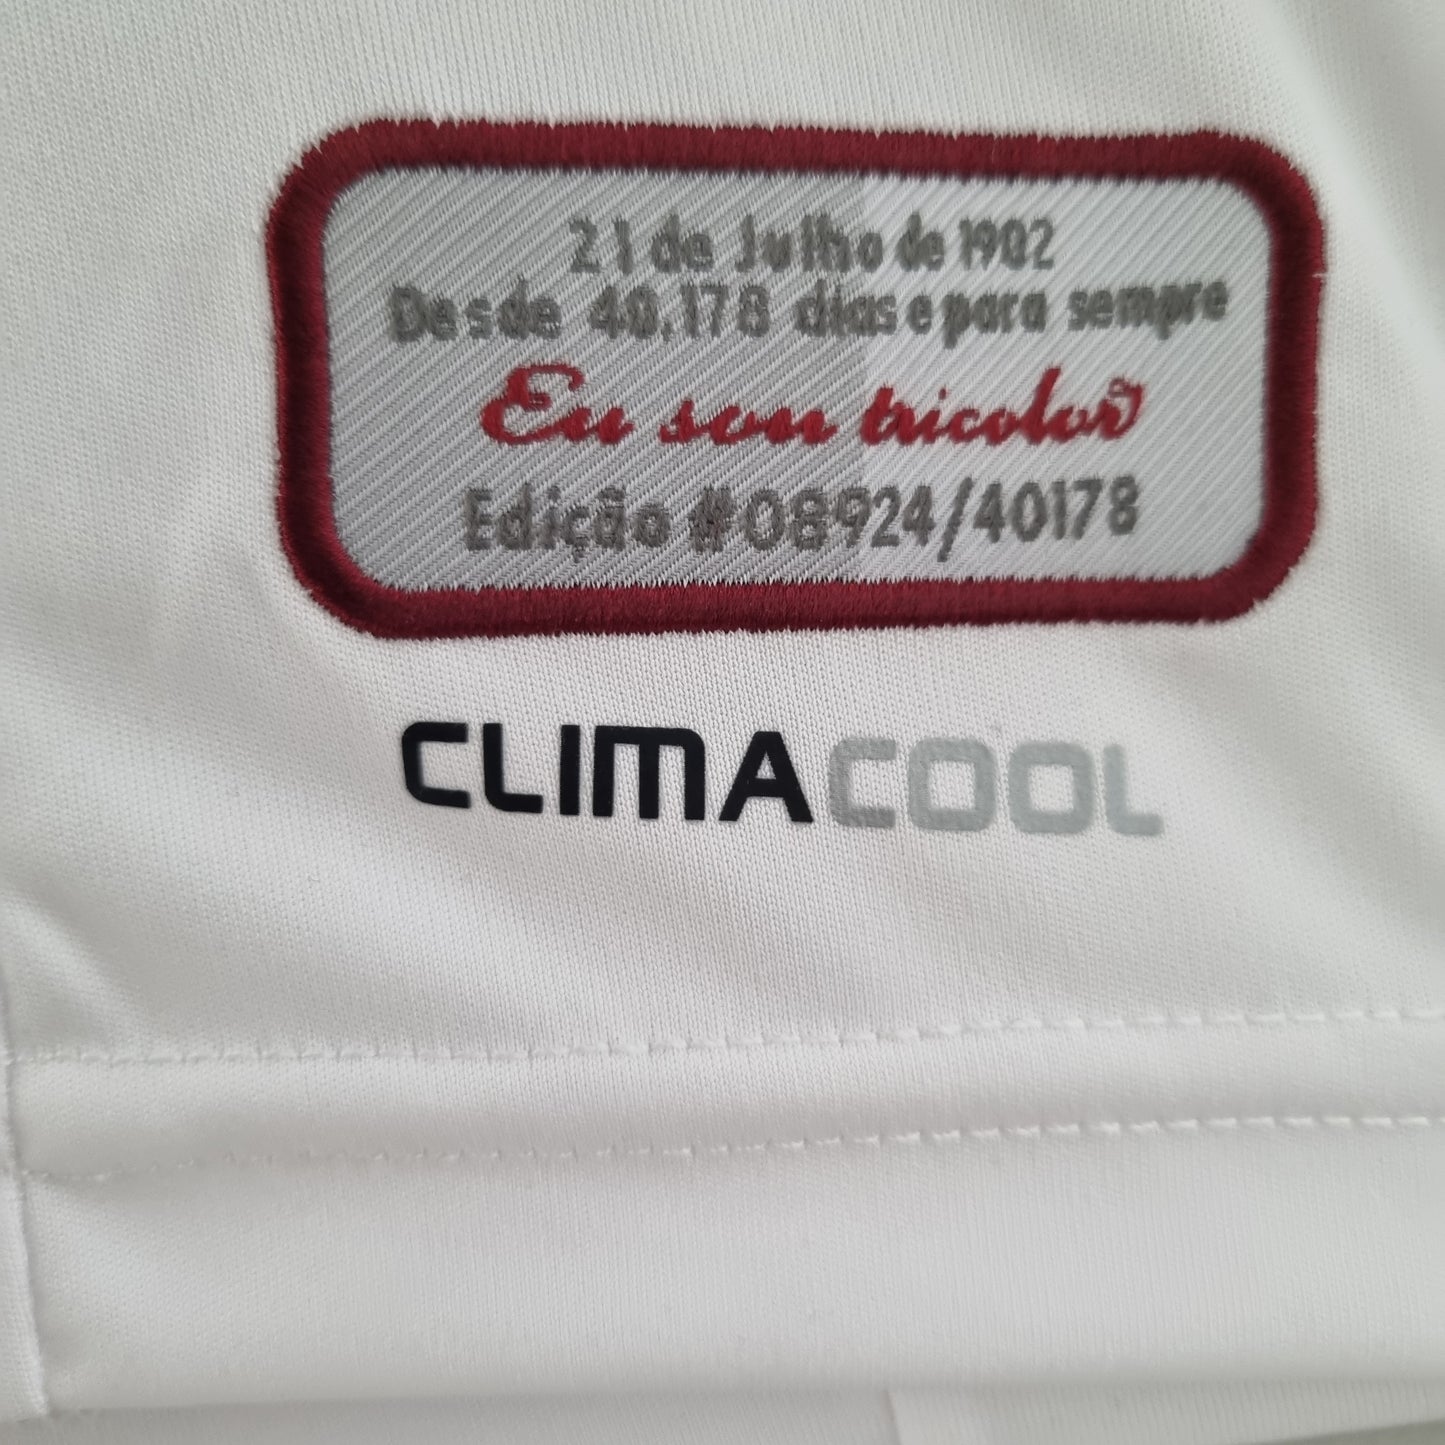 21 de Julho de 1902
Desde 40.178 dias e para sempre
Eu sou tricolor
Edição #08924/40178
CLIMACOOL